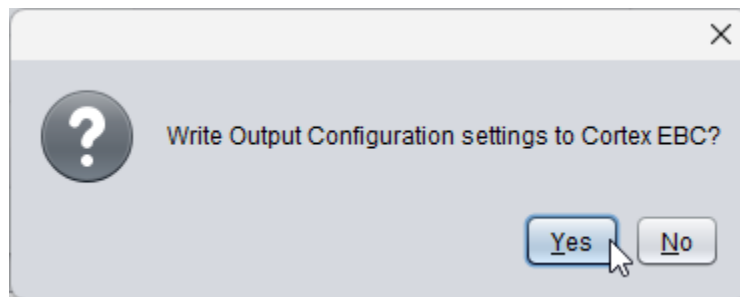 ?
Write Output Configuration settings to Cortex EBC?
Yes
No